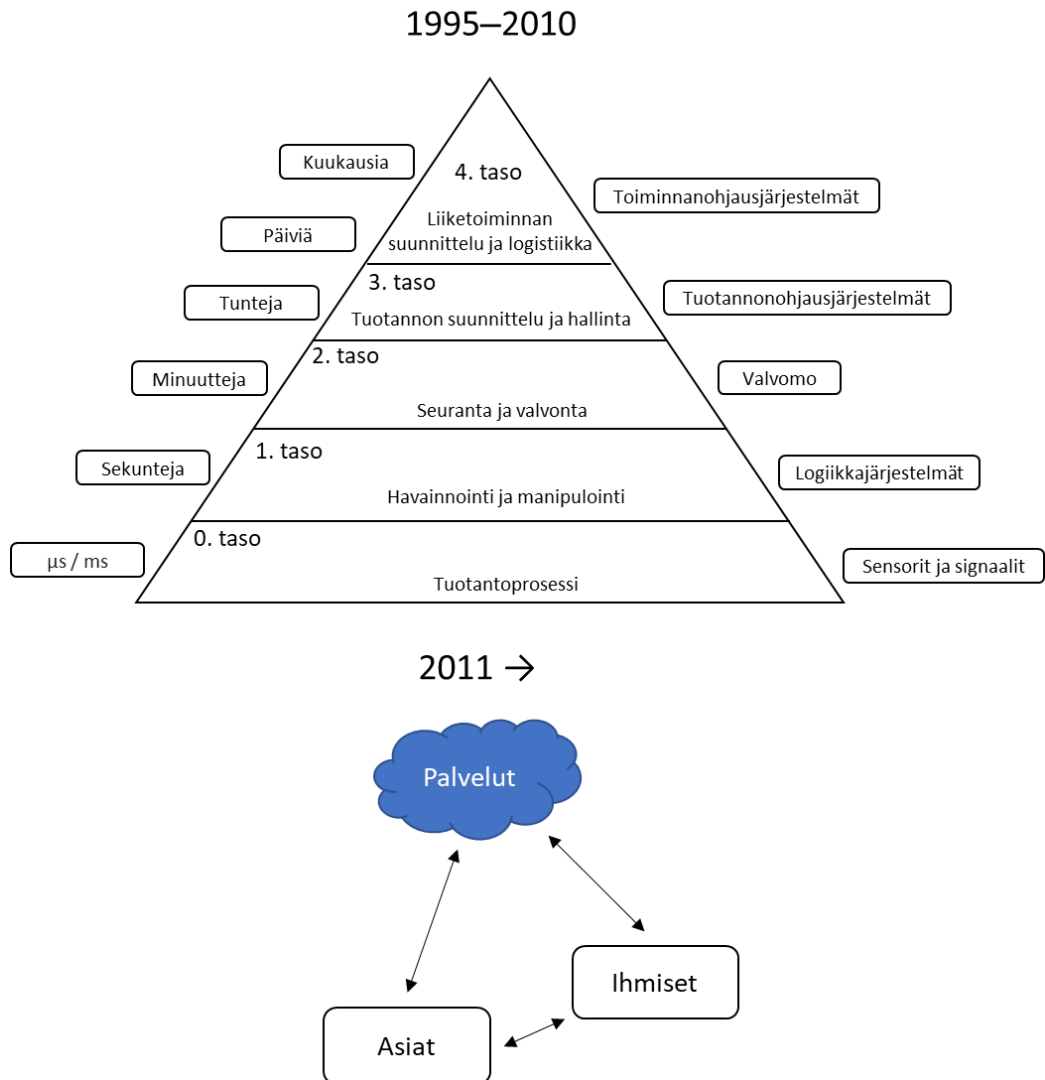 1995–2010
Kuukausia
4. taso
Toiminnanohjausjärjestelmät
Liiketoiminnan
suunnittelu ja logistiikka
Päiviä
3. taso
Tunteja
Tuotannonohjausjärjestelmät
Tuotannon suunnittelu ja hallinta
2. taso
Minuutteja
Valvomo
Seuranta ja valvonta
1. taso
Sekunteja
Logiikkajärjestelmät
Havainnointi ja manipulointi
0. taso
µs / ms
Sensorit ja signaalit
Tuotantoprosessi
2011 →
Palvelut
Ihmiset
Asiat